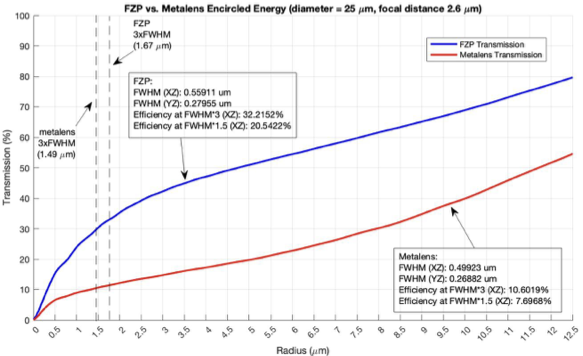 FZP vs. Metalens Encircled Energy (diameter = 25 μm, focal distance 2.6 μm)
FZP
3xFWHM
(1.67 μm)
FZP Transmission
Metalens Transmission
FZP:
FWHM (XZ): 0.55911 um
FWHM (YZ): 0.27955 um
Efficiency at FWHM*3 (XZ): 32.2152%
Efficiency at FWHM*1.5 (XZ): 20.5422%
metalens
3xFWHM
(1.49 μm)
Metalens:
FWHM (XZ): 0.49923 um
FWHM (YZ): 0.26882 um
Efficiency at FWHM*3 (XZ): 10.6019%
Efficiency at FWHM*1.5 (XZ): 7.6968%
Transmission (%)
100
90
80
70
60
50
40
30
20
10
0
0 0.5 1 1.5 2 2.5 3 3.5 4 4.5 5 5.5 6 6.5 7 7.5 8 8.5 9 9.5 10 10.5 11 11.5 12 12.5
Radius (μm)